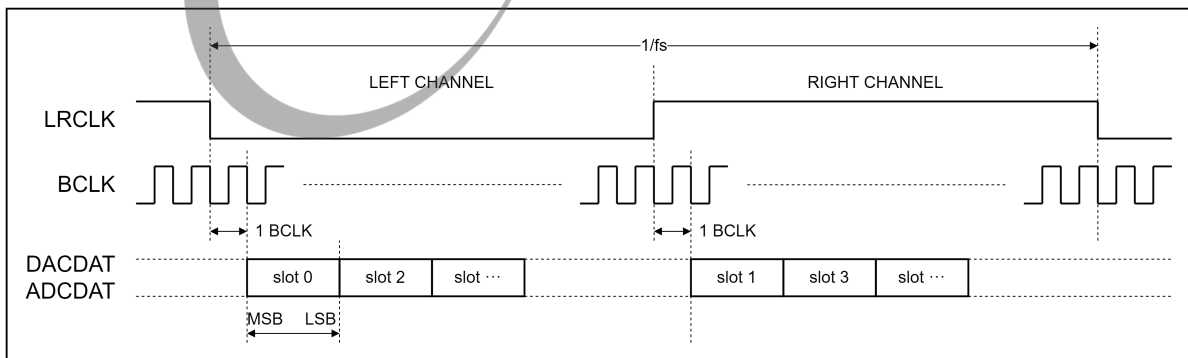 1/fs
LEFT CHANNEL RIGHT CHANNEL
LRCLK
BCLK
1 BCLK 1 BCLK
DACDAT
ADCDAT
slot 0 slot 2 slot ··· slot 1 slot 3 slot ···
MSB LSB